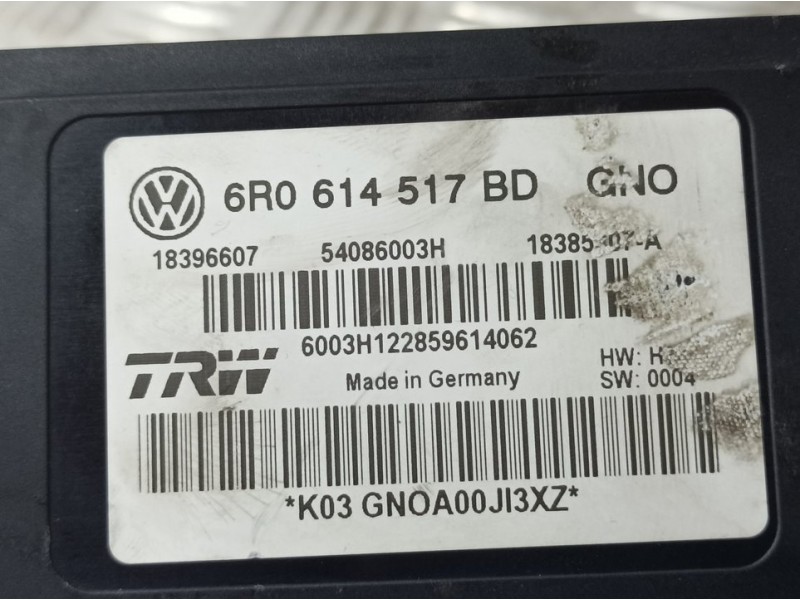 6R0 614 517 BD GNO
18396607 54086003H
6003H122859614062
TRW
Made in Germany
HW:
SW: 0004
*K03 GNOA00JI3XZ*